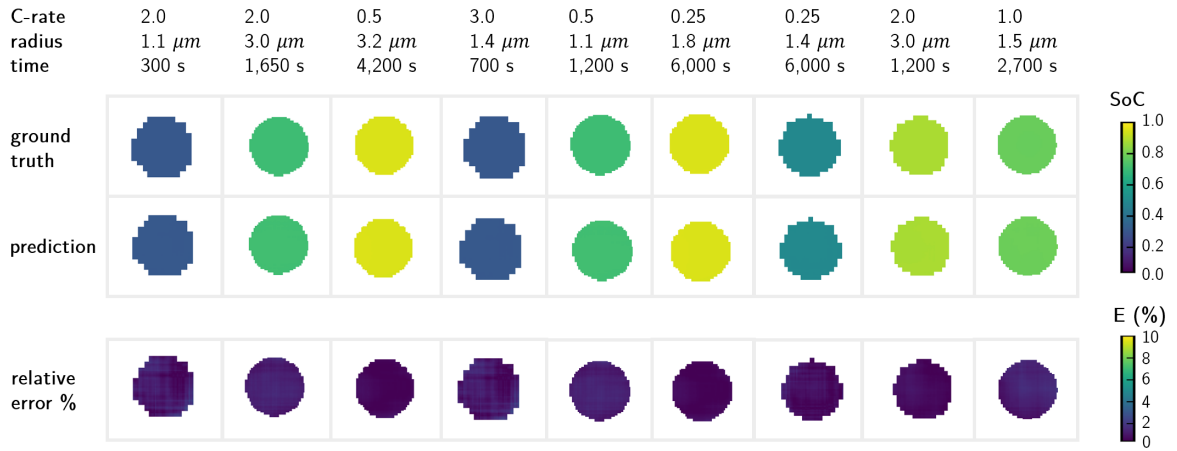 C-rate 2.0 2.0 0.5 3.0 0.5 0.25 0.25 2.0 1.0
radius 1.1 μm 3.0 μm 3.2 μm 1.4 μm 1.1 μm 1.8 μm 1.4 μm 3.0 μm 1.5 μm
time 300 s 1,650 s 4,200 s 700 s 1,200 s 6,000 s 6,000 s 1,200 s 2,700 s
ground
truth
prediction
SoC
1.0
0.8
0.6
0.4
0.2
0.0
relative
error %
E (%)
10
8
6
4
2
0